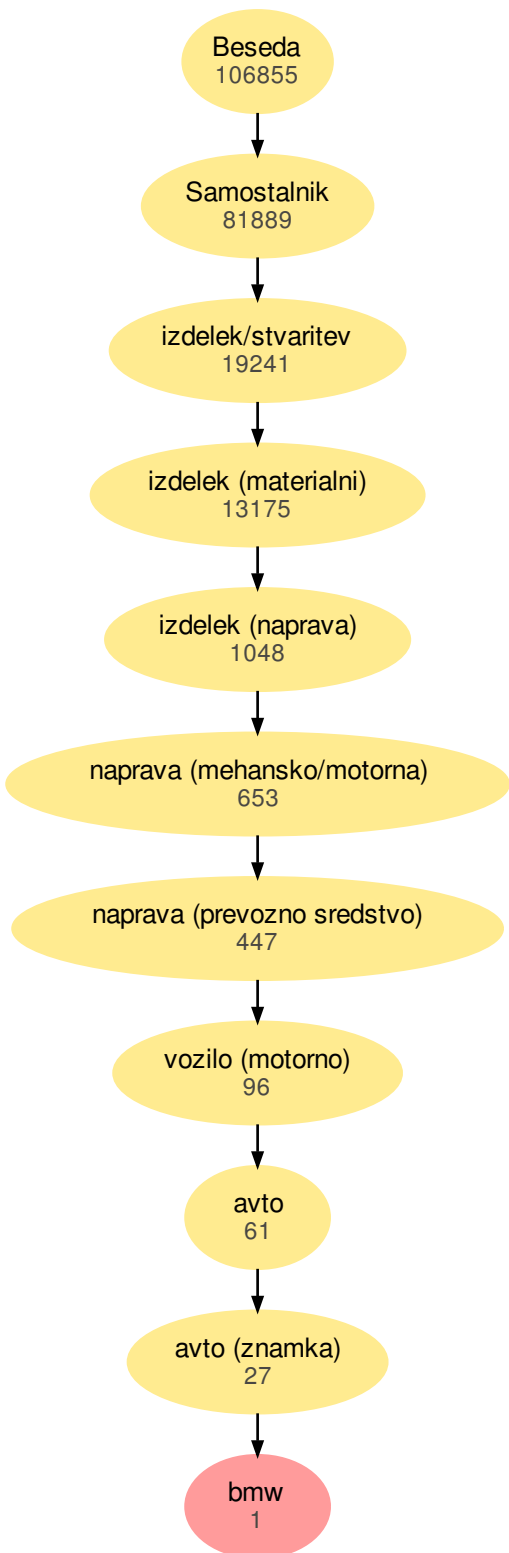 Beseda
106855
Samostalnik
81889
izdelek/stvaritev
19241
izdelek (materialni)
13175
izdelek (naprava)
1048
naprava (mehansko/motorna)
653
naprava (prevozno sredstvo)
447
vozilo (motorno)
96
avto
61
avto (znamka)
27
bmw
1